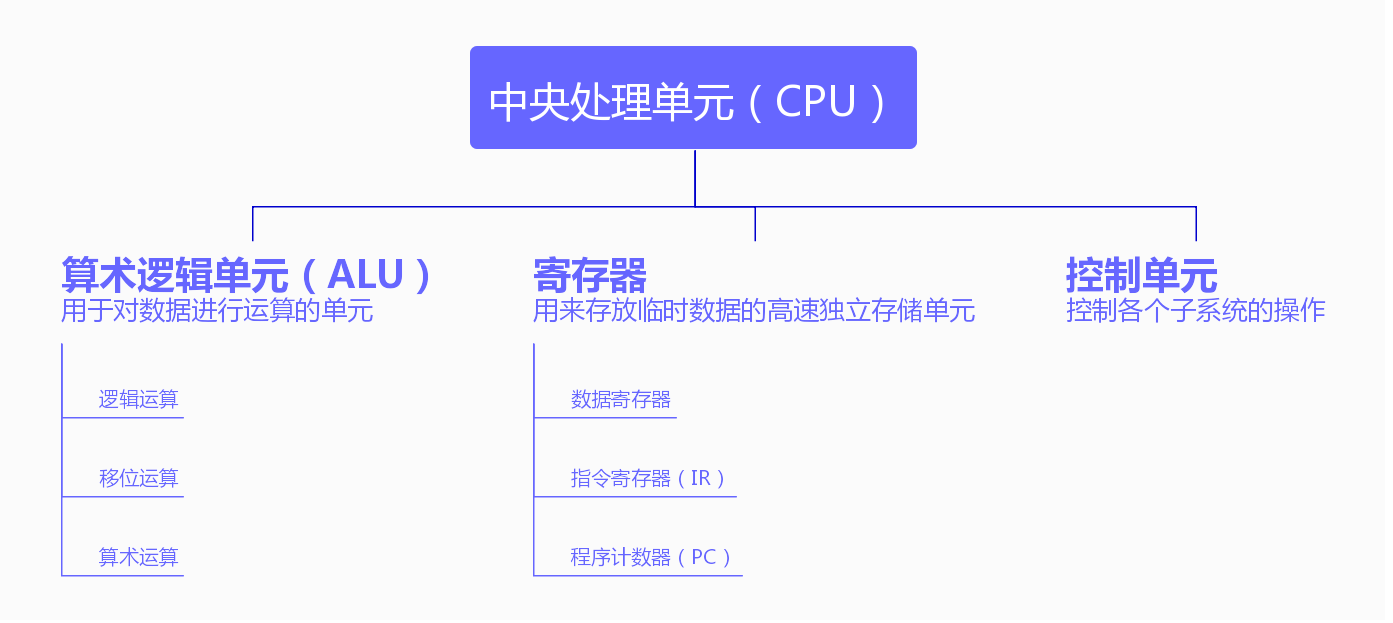 中央处理单元（CPU）
算术逻辑单元（ALU）
用于对数据进行运算的单元
逻辑运算
移位运算
算术运算
寄存器
用来存放临时数据的高速独立存储单元
数据寄存器
指令寄存器（IR）
程序计数器（PC）
控制单元
控制各个子系统的操作